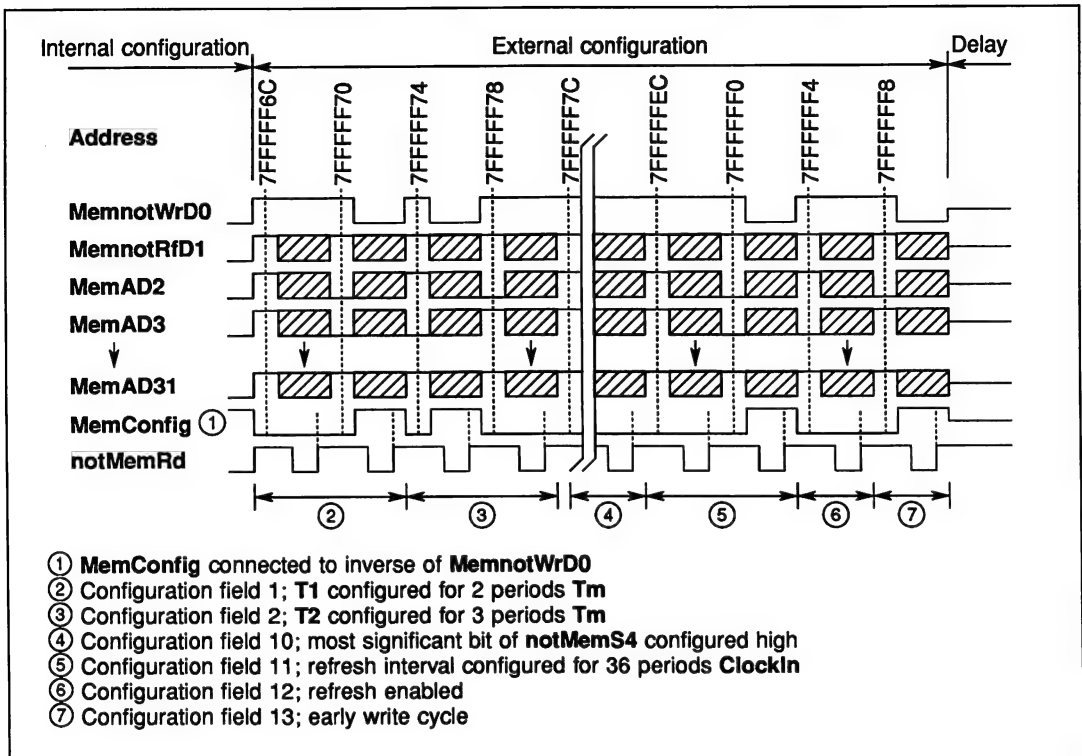 Internal configuration
External configuration
Delay
Address
7FFFFF6C
7FFFFF70
7FFFFF74
7FFFFF78
7FFFFF7C
7FFFFFEC
7FFFFFF0
7FFFFFF4
7FFFFFF8
MemnotWrD0
MemnotRfD1
MemAD2
MemAD3
MemAD31
MemConfig ①
notMemRd
② ③ ④ ⑤ ⑥ ⑦
① MemConfig connected to inverse of MemnotWrD0
② Configuration field 1; T1 configured for 2 periods Tm
③ Configuration field 2; T2 configured for 3 periods Tm
④ Configuration field 10; most significant bit of notMemS4 configured high
⑤ Configuration field 11; refresh interval configured for 36 periods ClockIn
⑥ Configuration field 12; refresh enabled
⑦ Configuration field 13; early write cycle